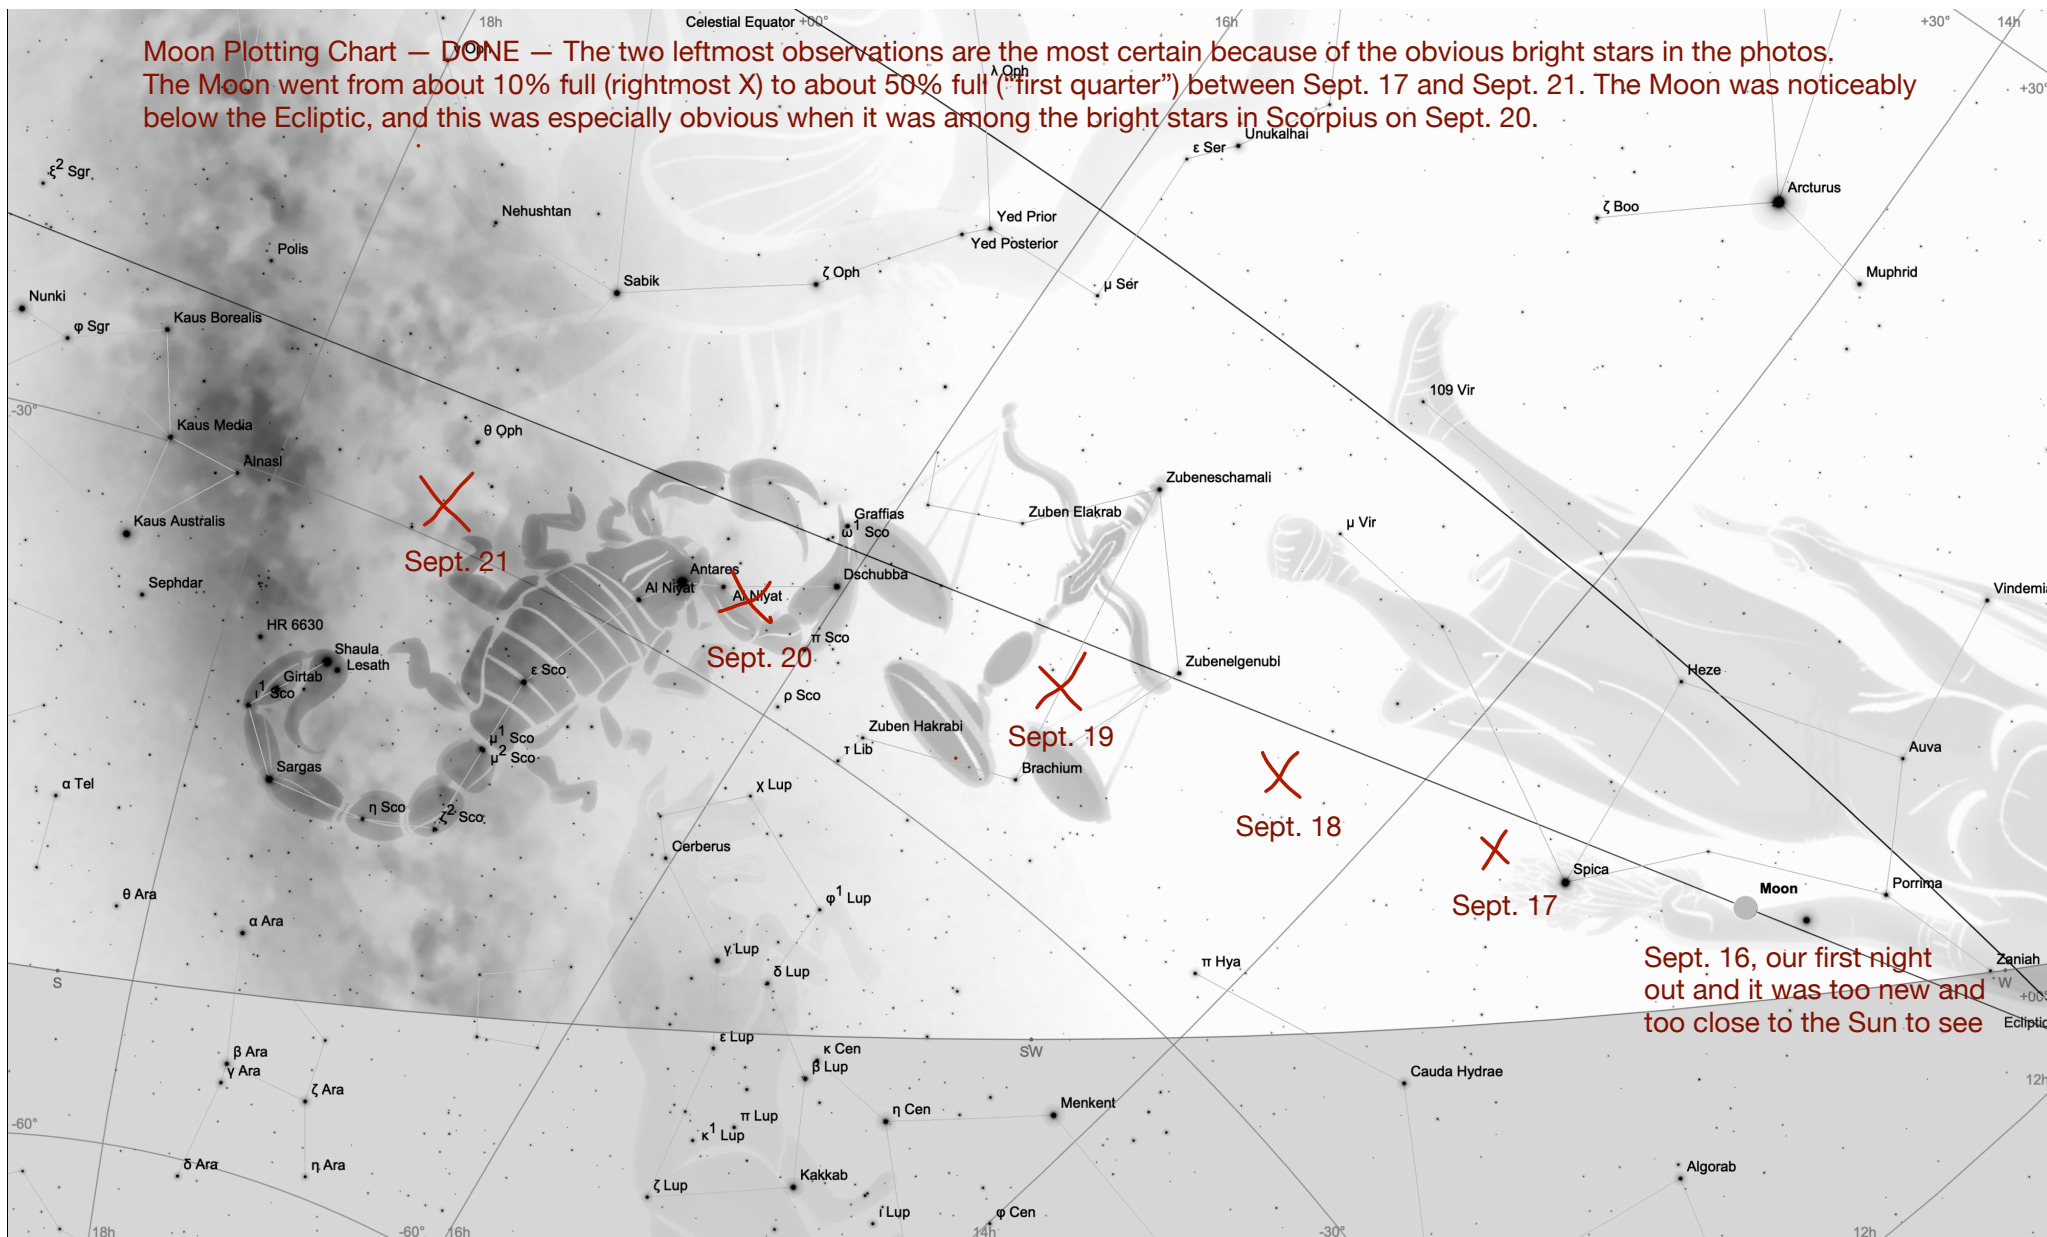 18h
Celestial Equator
+00°
16h
+30°
14h
Moon Plotting Chart — DONE — The two leftmost observations are the most certain because of the obvious bright stars in the photos.
The Moon went from about 10% full (rightmost X) to about 50% full ("first quarter") between Sept. 17 and Sept. 21. The Moon was noticeably
below the Ecliptic, and this was especially obvious when it was among the bright stars in Scorpius on Sept. 20.
λ Oph
+30°
Unukalhai
ε Ser
ξ2 Sgr
Arcturus
ζ Boo
Nehushtan
Yed Prior
Yed Posterior
Polis
Sabik
ζ Oph
μ Ser
Muphrid
Nunki
φ Sgr
Kaus Borealis
109 Vir
-30°
Kaus Media
θ Oph
Alnasl
Zubeneschamali
Kaus Australis
Graffias
ω1 Sco
Zuben Elakrab
μ Vir
Sept. 21
Antares
Al Niyat
Al Niyat
Dschubba
Sephdar
Vindemia
HR 6630
π Sco
Shaula
Lesath
Sept. 20
Zubenelgenubi
Girtab
ι1 Sco
ε Sco
Heze
ρ Sco
Zuben Hakrabi
Sept. 19
μ1 Sco
μ2 Sco
τ Lib
Auva
Sargas
Brachium
α Tel
χ Lup
η Sco
ζ2 Sco
Sept. 18
Cerberus
Spica
Porrima
Moon
θ Ara
φ1 Lup
Sept. 17
α Ara
γ Lup
δ Lup
π Hya
Sept. 16, our first night
out and it was too new and
too close to the Sun to see
Zaniah
S
W
+00°
Ecliptic
ε Lup
κ Cen
SW
β Ara
γ Ara
β Lup
Cauda Hydrae
12h
ζ Ara
η Cen
Menkent
-60°
π Lup
κ1 Lup
δ Ara
η Ara
Kakkab
Algorab
ζ Lup
ι Lup
φ Cen
18h
-60°
16h
14h
-30°
12h